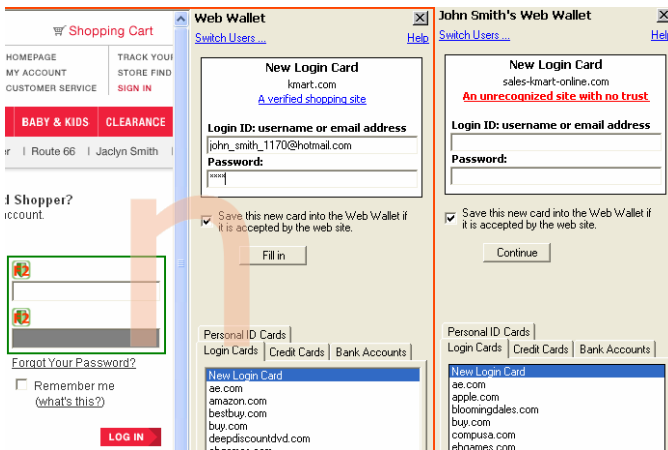 Shopping Cart
HOMEPAGE
MY ACCOUNT
CUSTOMER SERVICE
TRACK YOU
STORE FIND
SIGN IN
BABY & KIDS
CLEARANCE
| Route 66 | Jaclyn Smith |
d Shopper?
ccount.
Forgot Your Password?
Remember me
(what's this?)
LOG IN
Web Wallet
Switch Users ...
Help
New Login Card
kmart.com
A verified shopping site
Login ID: username or email address
john_smith_1170@hotmail.com
Password:
****
Save this new card into the Web Wallet if
it is accepted by the web site.
Fill in
Personal ID Cards
Login Cards
Credit Cards
Bank Accounts
New Login Card
ae.com
amazon.com
bestbuy.com
buy.com
deepdiscountdvd.com
ebgames.com
John Smith's Web Wallet
Switch Users ...
Hel
New Login Card
sales-kmart-online.com
An unrecognized site with no trust
Login ID: username or email address
Password:
Save this new card into the Web Wallet if
it is accepted by the web site.
Continue
Personal ID Cards
Login Cards
Credit Cards
Bank Accounts
New Login Card
ae.com
apple.com
bloomingdales.com
buy.com
compusa.com
ebgames.com